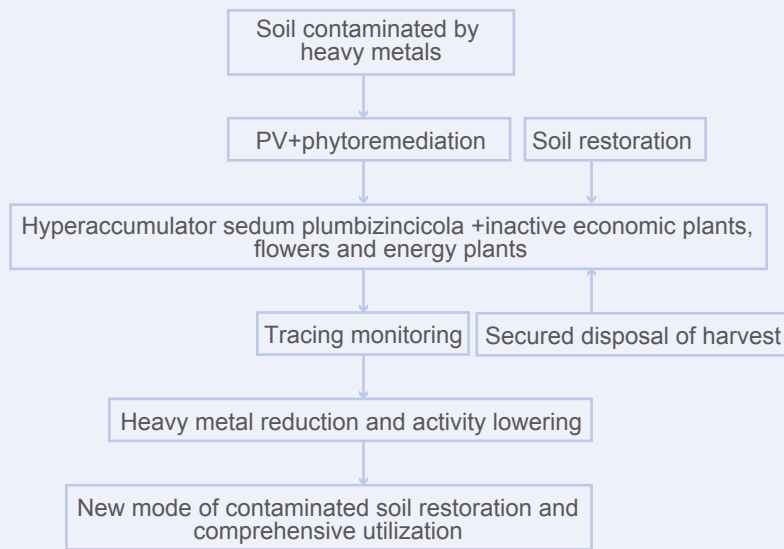 Soil contaminated by
heavy metals
PV+phytoremediation
Soil restoration
Hyperaccumulator sedum plumbizincicola +inactive economic plants,
flowers and energy plants
Tracing monitoring
Secured disposal of harvest
Heavy metal reduction and activity lowering
New mode of contaminated soil restoration and
comprehensive utilization